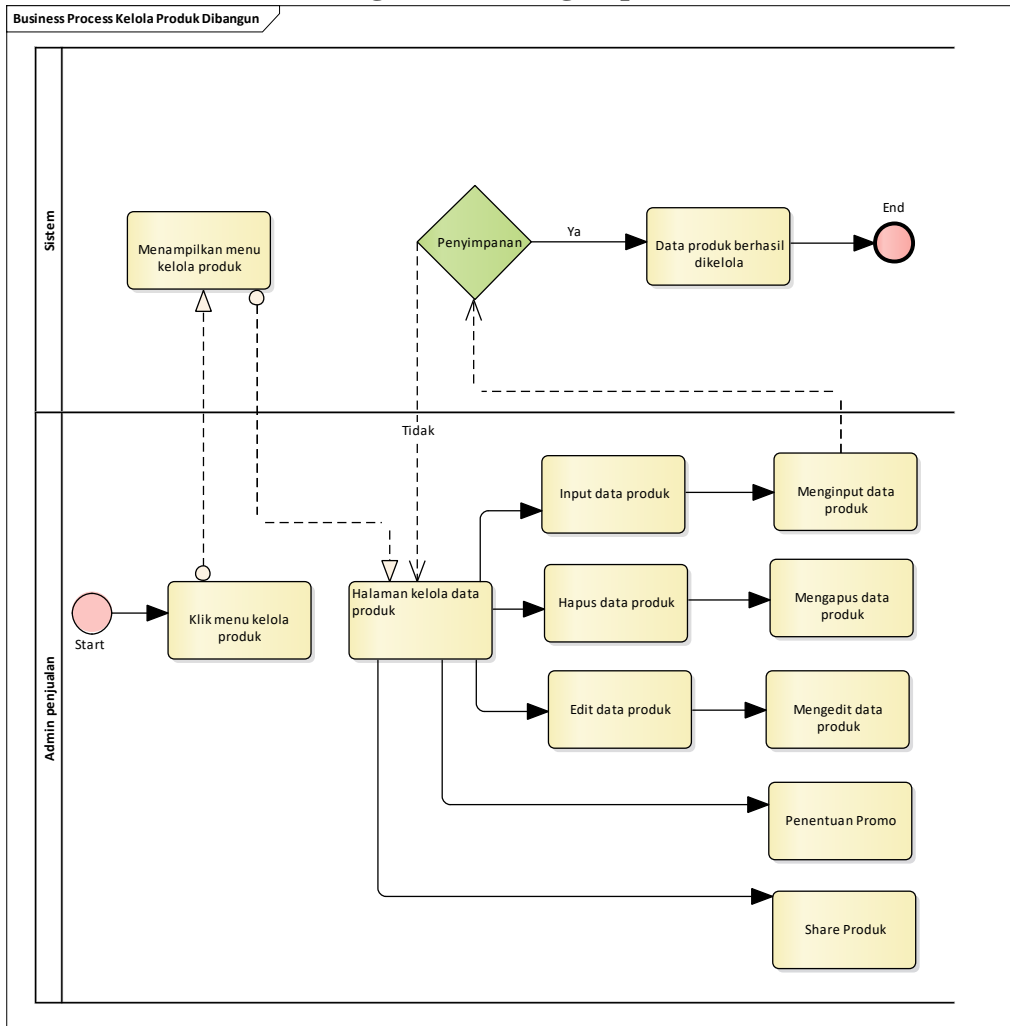 Business Process Kelola Produk Dibangun
Sistem
End
Menampilkan menu
kelola produk
Penyimpanan
Ya
Data produk berhasil
dikelola
Tidak
Admin penjualan
Input data produk
Menginput data
produk
Start
Klik menu kelola
produk
Halaman kelola data
produk
Hapus data produk
Mengapus data
produk
Edit data produk
Mengedit data
produk
Penentuan Promo
Share Produk